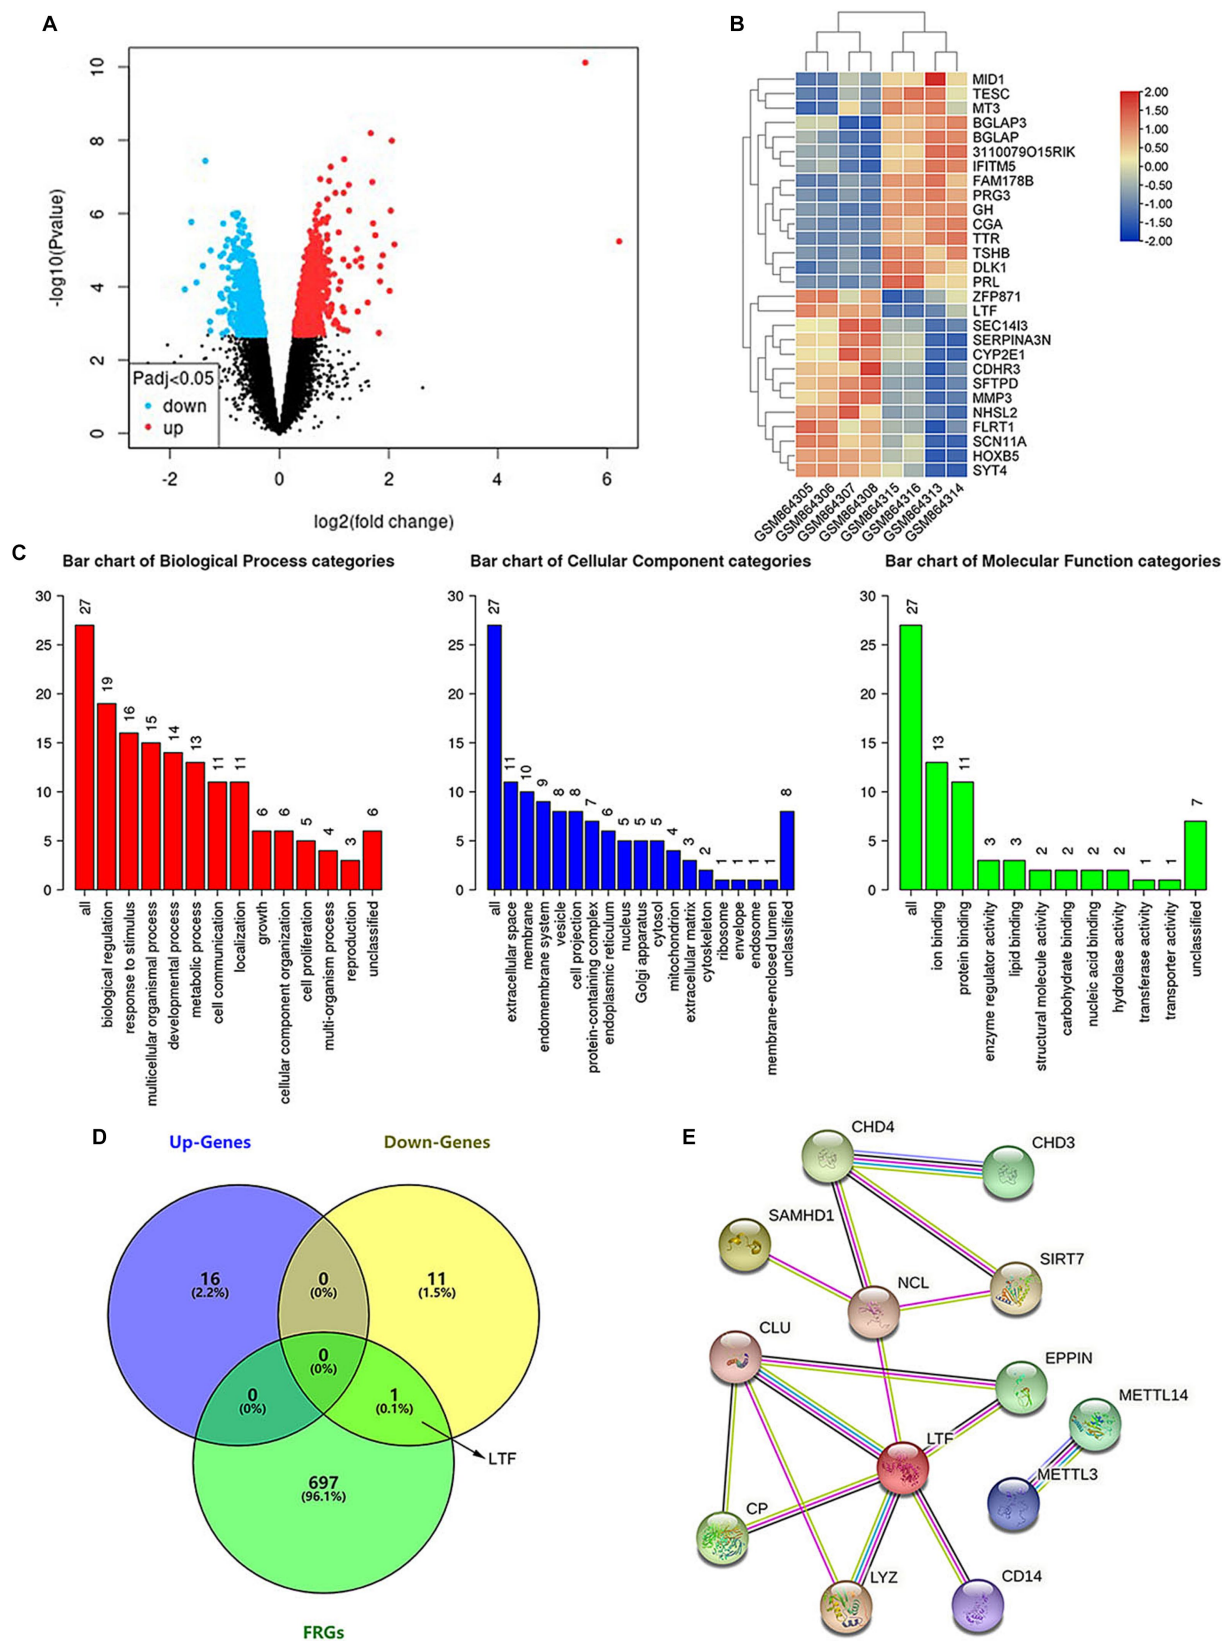 A
10
8
6
4
2
0
-log10(Pvalue)
Padj<0.05
down
up
-2
0
2
4
6
log2(fold change)
B
MID1
TESC
MT3
BGLAP3
BGLAP
3110079O15RIK
IFITM5
FAM178B
PRG3
GH
CGA
TTR
TSHB
DLK1
PRL
ZFP871
LTF
SEC14l3
SERPINA3N
CYP2E1
CDHR3
SFTPD
MMP3
NHSL2
FLRT1
SCN11A
HOXB5
SYT4
2.00
1.50
1.00
0.50
0.00
-0.50
-1.00
-1.50
-2.00
GSM864305
GSM864306
GSM864307
GSM864308
GSM864315
GSM864316
GSM864313
GSM864314
C
Bar chart of Biological Process categories
30
25
20
15
10
5
0
27
19
16
15
14
13
11
11
6
6
5
4
3
6
all
biological regulation
response to stimulus
multicellular organismal process
developmental process
metabolic process
cell communication
localization
growth
cellular component organization
cell proliferation
multi-organism process
reproduction
unclassified
Bar chart of Cellular Component categories
30
25
20
15
10
5
0
27
11
10
9
8
8
7
6
5
5
5
4
3
2
1
1
1
1
8
all
extracellular space
membrane
endomembrane system
vesicle
cell projection
protein-containing complex
endoplasmic reticulum
nucleus
Golgi apparatus
cytosol
mitochondrion
extracellular matrix
cytoskeleton
ribosome
envelope
endosome
membrane-enclosed lumen
unclassified
Bar chart of Molecular Function categories
30
25
20
15
10
5
0
27
13
11
3
3
2
2
2
2
1
1
7
all
ion binding
protein binding
enzyme regulator activity
lipid binding
structural molecule activity
carbohydrate binding
nucleic acid binding
hydrolase activity
transferase activity
transporter activity
unclassified
D
Up-Genes
Down-Genes
16
(2.2%)
0
(0%)
11
(1.5%)
0
(0%)
0
(0%)
1
(0.1%)
LTF
697
(96.1%)
FRGs
E
CHD4
CHD3
SAMHD1
SIRT7
NCL
CLU
EPPIN
METTL14
LTF
METTL3
CP
LYZ
CD14